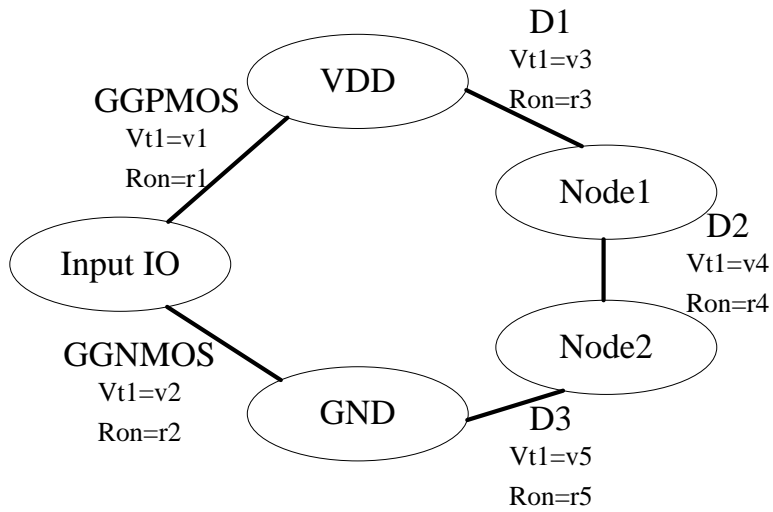 D1
Vt1=v3
Ron=r3
VDD
GGPMOS
Vt1=v1
Ron=r1
Node1
D2
Vt1=v4
Ron=r4
Input IO
Node2
GGNMOS
Vt1=v2
Ron=r2
GND
D3
Vt1=v5
Ron=r5